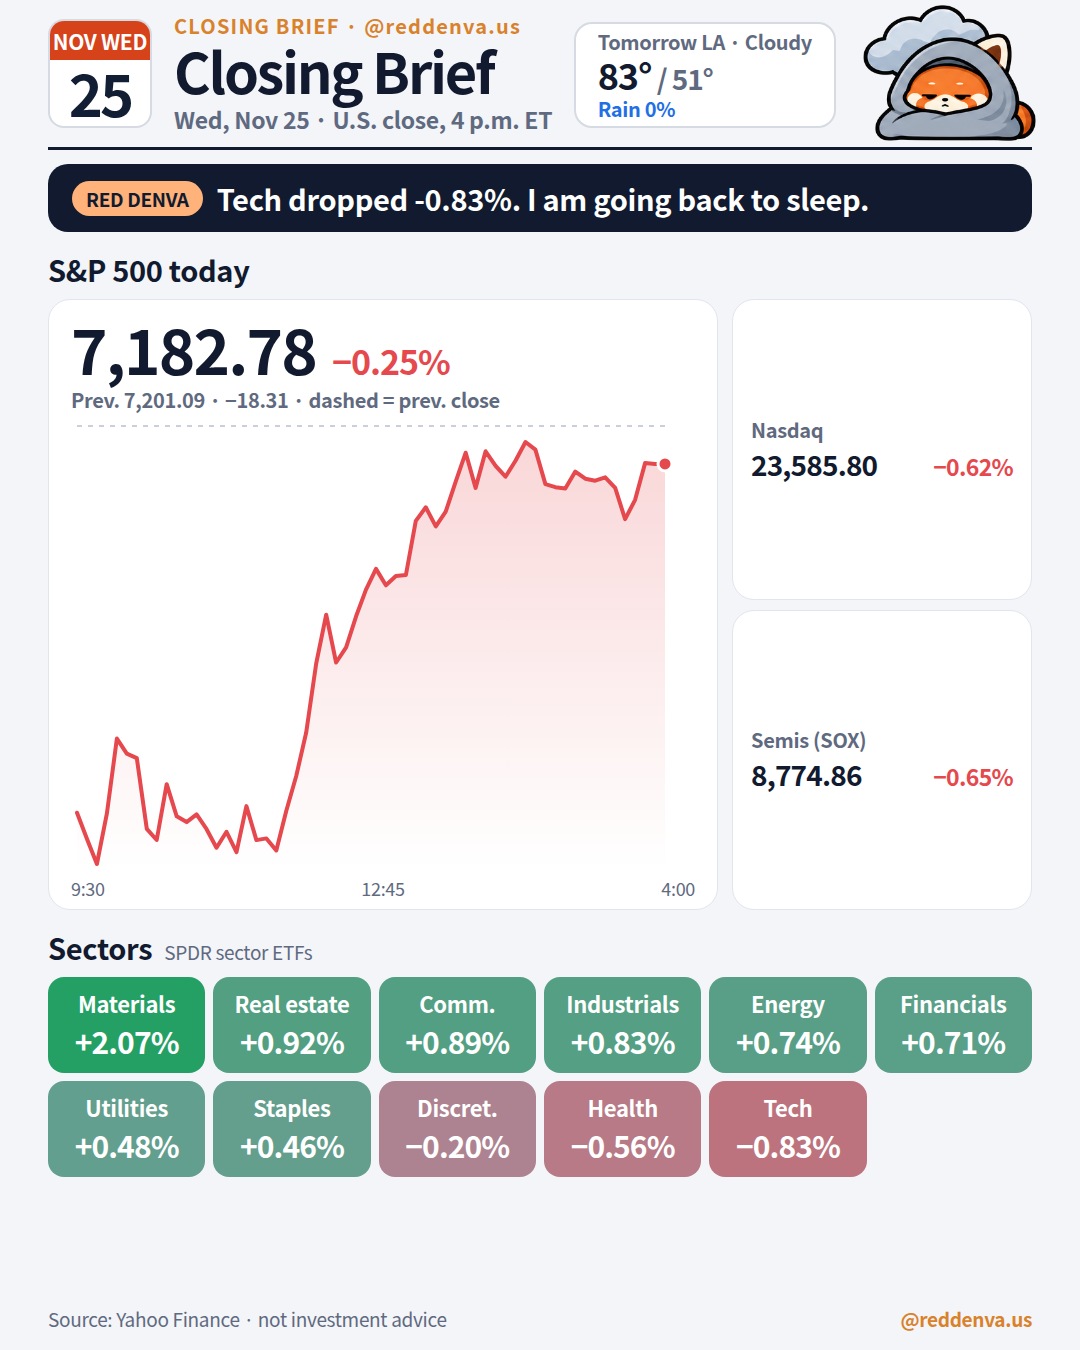 NOV WED
25
CLOSING BRIEF · @reddenva.us
Closing Brief
Wed, Nov 25 · U.S. close, 4 p.m. ET
Tomorrow LA · Cloudy
83° / 51°
Rain 0%
RED DENVA Tech dropped -0.83%. I am going back to sleep.
S&P 500 today
7,182.78 −0.25%
Prev. 7,201.09 · −18.31 · dashed = prev. close
9:30 12:45 4:00
Nasdaq
23,585.80 −0.62%
Semis (SOX)
8,774.86 −0.65%
Sectors SPDR sector ETFs
Materials
+2.07%
Real estate
+0.92%
Comm.
+0.89%
Industrials
+0.83%
Energy
+0.74%
Financials
+0.71%
Utilities
+0.48%
Staples
+0.46%
Discret.
−0.20%
Health
−0.56%
Tech
−0.83%
Source: Yahoo Finance · not investment advice
@reddenva.us